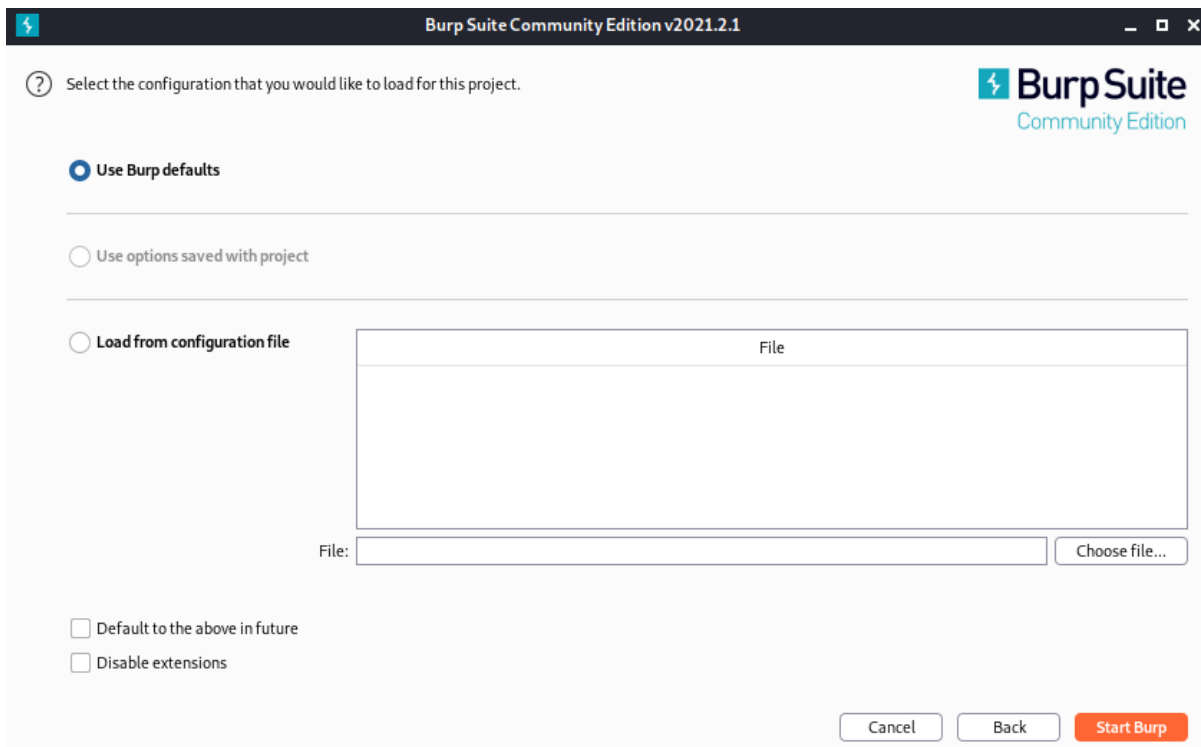 Burp Suite Community Edition v2021.2.1
Select the configuration that you would like to load for this project.
Burp Suite
Community Edition
Use Burp defaults
Use options saved with project
Load from configuration file
File
File:
Choose file...
Default to the above in future
Disable extensions
Cancel
Back
Start Burp